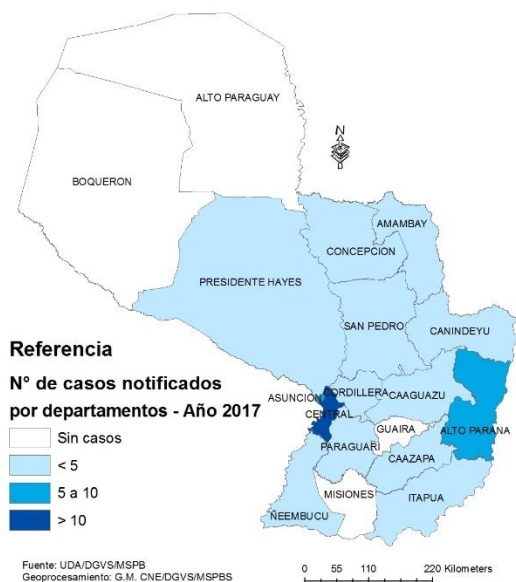 ALTO PARAGUAY
N
BOQUERON
AMAMBAY
CONCEPCION
PRESIDENTE HAYES
SAN PEDRO
CANINDEYU
Referencia
N° de casos notificados
por departamentos - Año 2017
Sin casos
< 5
5 a 10
> 10
ASUNCION
CORDILLERA
CAAGUAZU
CENTRAL
GUAIRA
ALTO PARANA
PARAGUARI
CAAZAPA
MISIONES
ITAPUA
ÑEEMBUCU
Fuente: UDA/DGVS/MSPB
Geoprocesamiento: G.M. CNE/DGVS/MSPBS
0 55 110 220 Kilometers